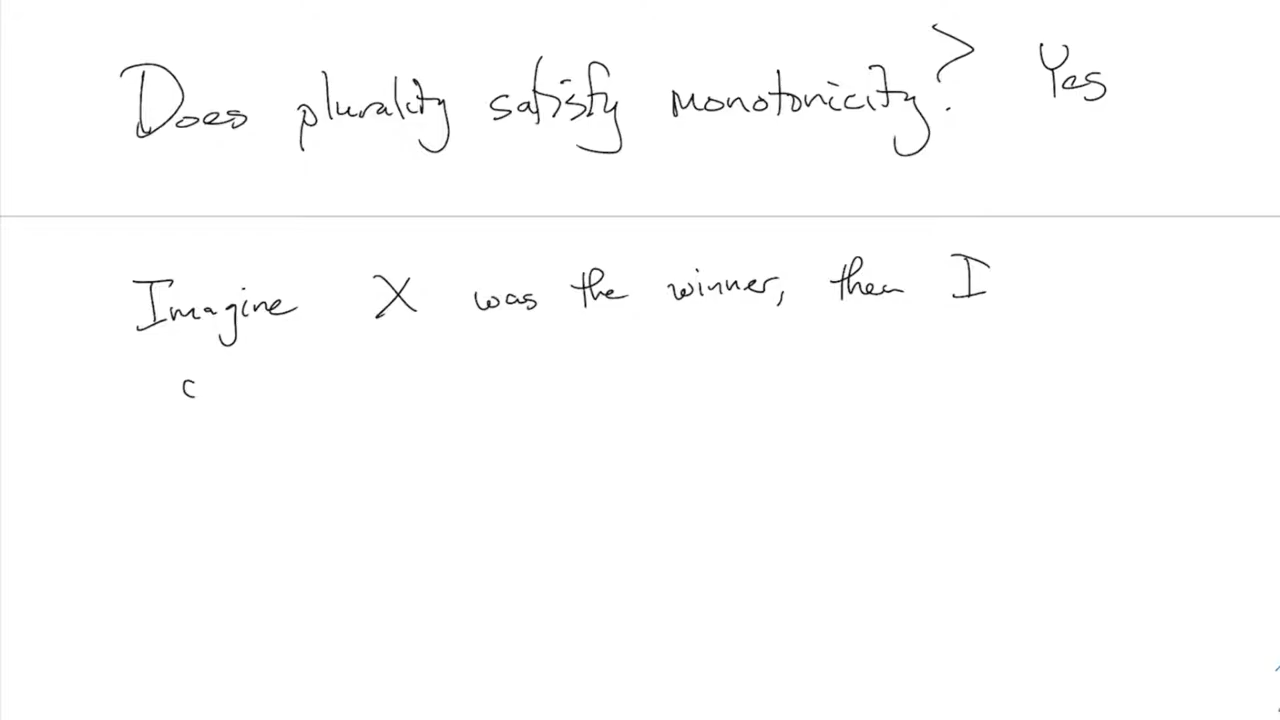 Does plurality satisfy monotonicity? Yes
Imagine X was the winner, then I
c